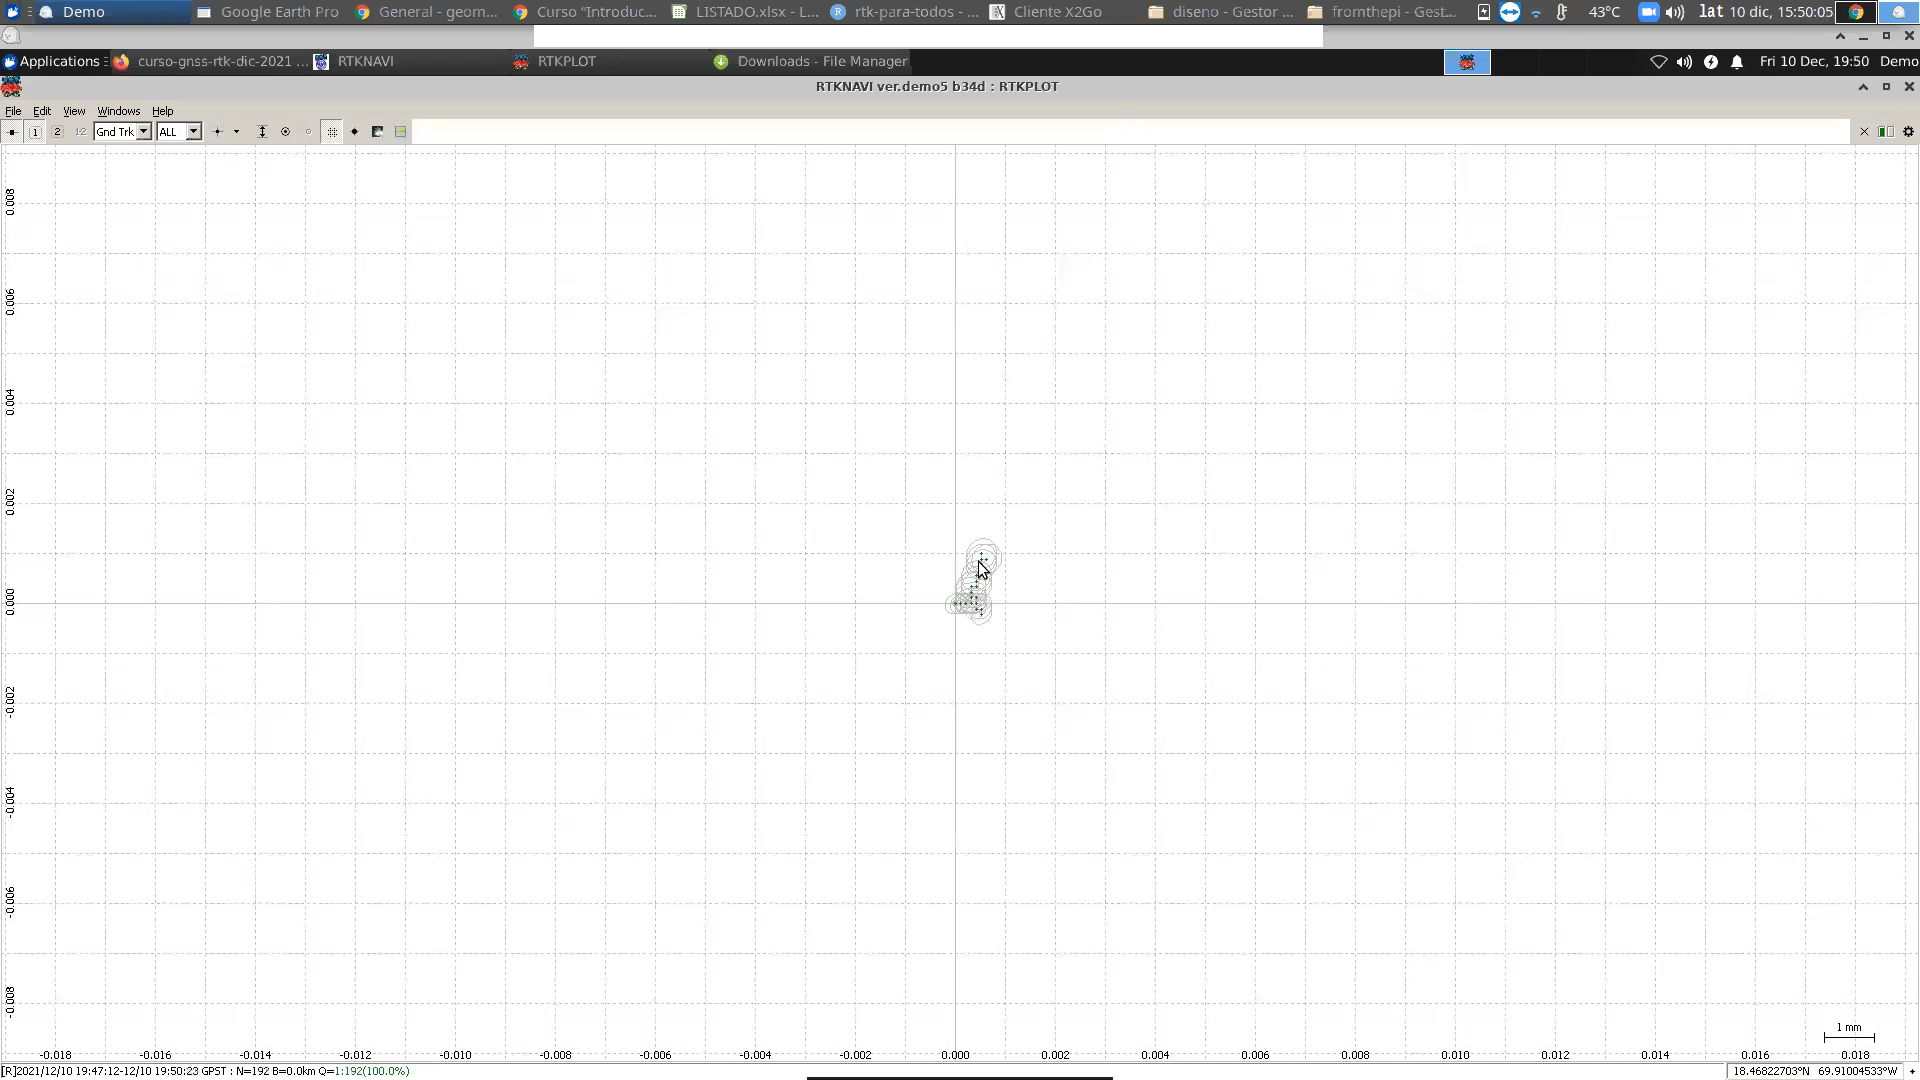 Demo Google Earth Pro General - geom... Curso "Introduc... LISTADO.xlsx - L... rtk-para-todos - ... Cliente X2Go diseno - Gestor ... fromthepi - Gest... 43°C lat 10 dic, 15:50:05
Applications curso-gnss-rtk-dic-2021 ... RTKNAVI RTKPLOT Downloads - File Manager Fri 10 Dec, 19:50 Demo
RTKNAVI ver.demo5 b34d : RTKPLOT
File Edit View Windows Help
1 2 1-2 Gnd Trk ALL
0.008
0.006
0.004
0.002
0.000
-0.002
-0.004
-0.006
-0.008
1 mm
-0.018 -0.016 -0.014 -0.012 -0.010 -0.008 -0.006 -0.004 -0.002 0.000 0.002 0.004 0.006 0.008 0.010 0.012 0.014 0.016 0.018
[R]2021/12/10 19:47:12-12/10 19:50:23 GPST : N=192 B=0.0km Q=1:192(100.0%) 18.46822703°N 69.91004533°W